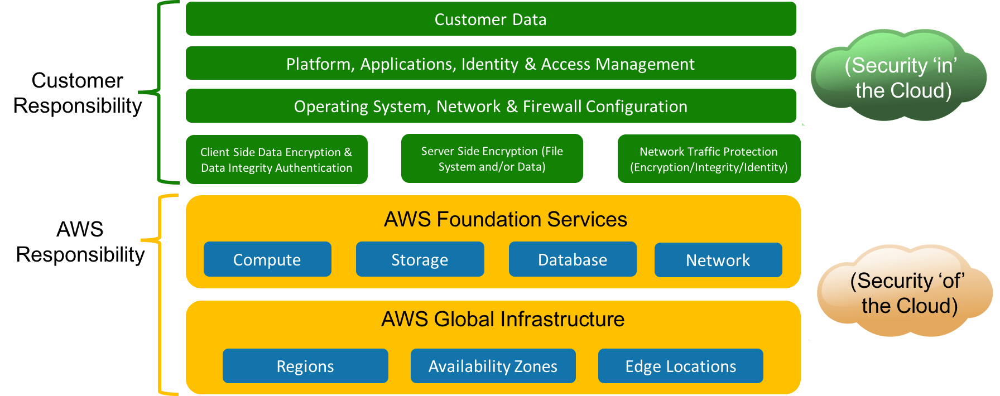 Customer Data
Platform, Applications, Identity & Access Management
Customer
Responsibility
Operating System, Network & Firewall Configuration
(Security ‘in’
the Cloud)
Client Side Data Encryption &
Data Integrity Authentication
Server Side Encryption (File
System and/or Data)
Network Traffic Protection
(Encryption/Integrity/Identity)
AWS
Responsibility
AWS Foundation Services
Compute
Storage
Database
Network
(Security ‘of’
the Cloud)
AWS Global Infrastructure
Regions
Availability Zones
Edge Locations